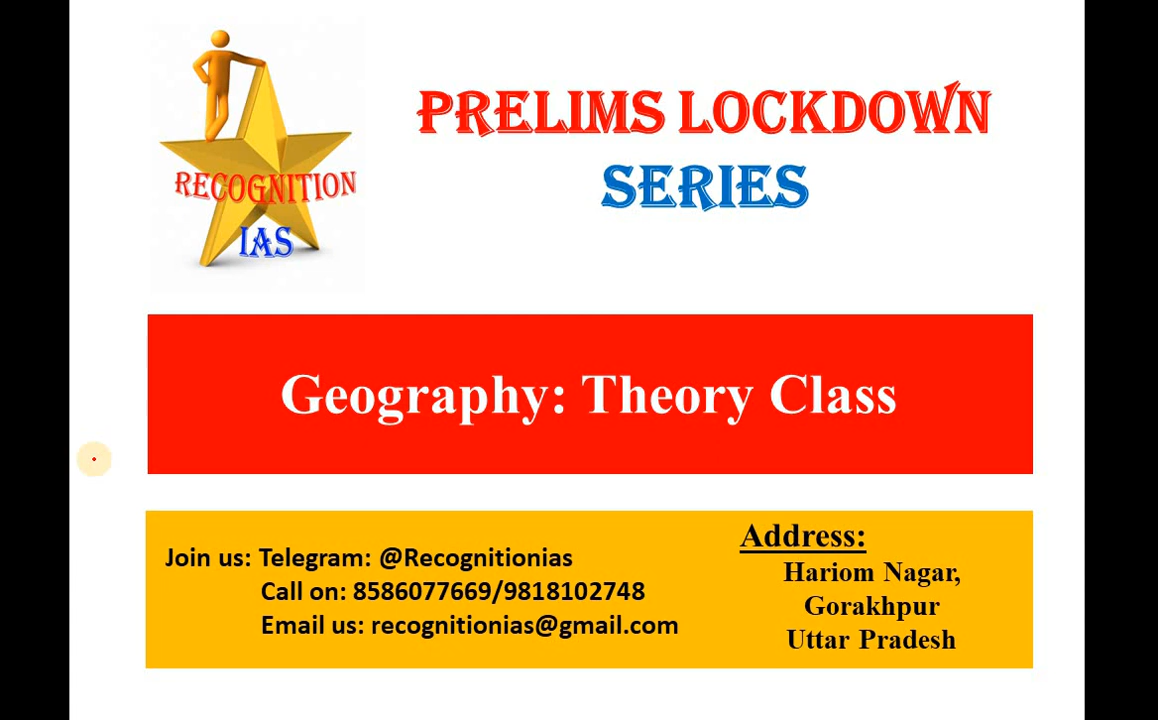 RECOGNITION
IAS
PRELIMS LOCKDOWN
SERIES
Geography: Theory Class
Join us: Telegram: @Recognitionias
Call on: 8586077669/9818102748
Email us: recognitionias@gmail.com
Address:
Hariom Nagar,
Gorakhpur
Uttar Pradesh